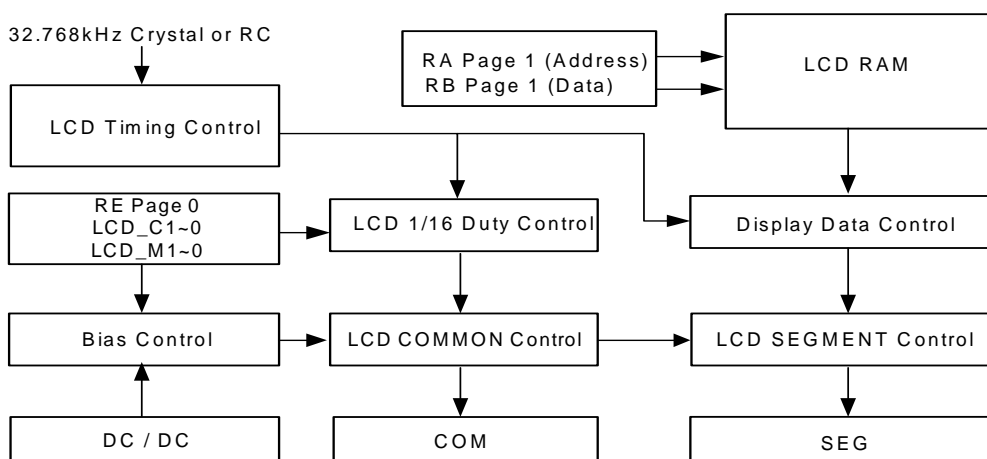 32.768kHz Crystal or RC
LCD Timing Control
RA Page 1 (Address)
RB Page 1 (Data)
LCD RAM
RE Page 0
LCD_C1~0
LCD_M1~0
LCD 1/16 Duty Control
Display Data Control
Bias Control
LCD COMMON Control
LCD SEGMENT Control
DC / DC
COM
SEG